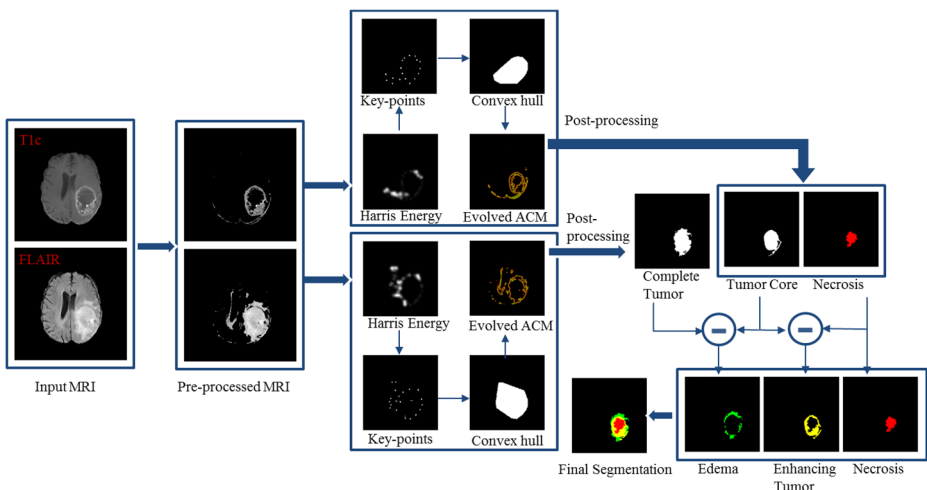 T1c
FLAIR
Input MRI
Pre-processed MRI
Key-points
Convex hull
Harris Energy
Evolved ACM
Harris Energy
Evolved ACM
Key-points
Convex hull
Post-processing
Post-
processing
Complete
Tumor
Tumor Core
Necrosis
Final Segmentation
Edema
Enhancing
Tumor
Necrosis